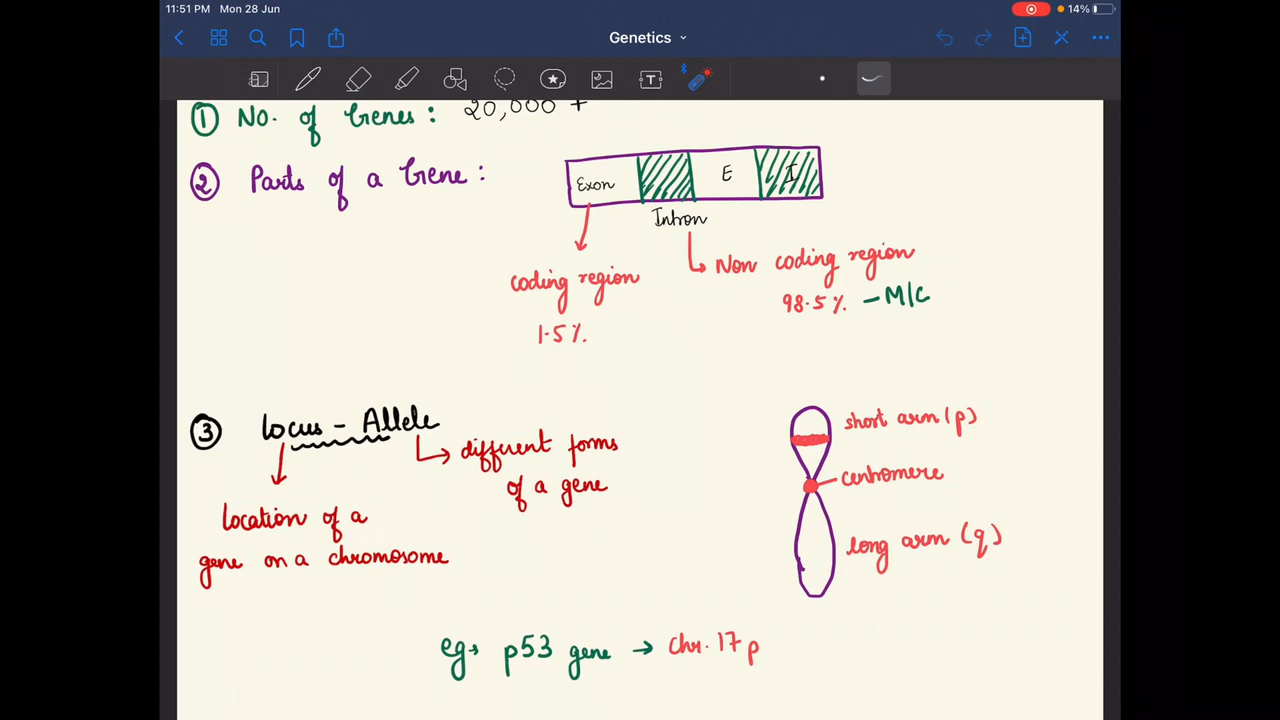 11:51 PM Mon 28 Jun
14%
Genetics
T
① No. of Genes: 20,000 +
② Parts of a Gene:
Exon
E
I
Intron
coding region
1.5%
Non coding region
98.5% - M/C
③ Locus - Allele
different forms
of a gene
location of a
gene on a chromosome
short arm (p)
centromere
long arm (q)
eg → p53 gene → Chr. 17 p